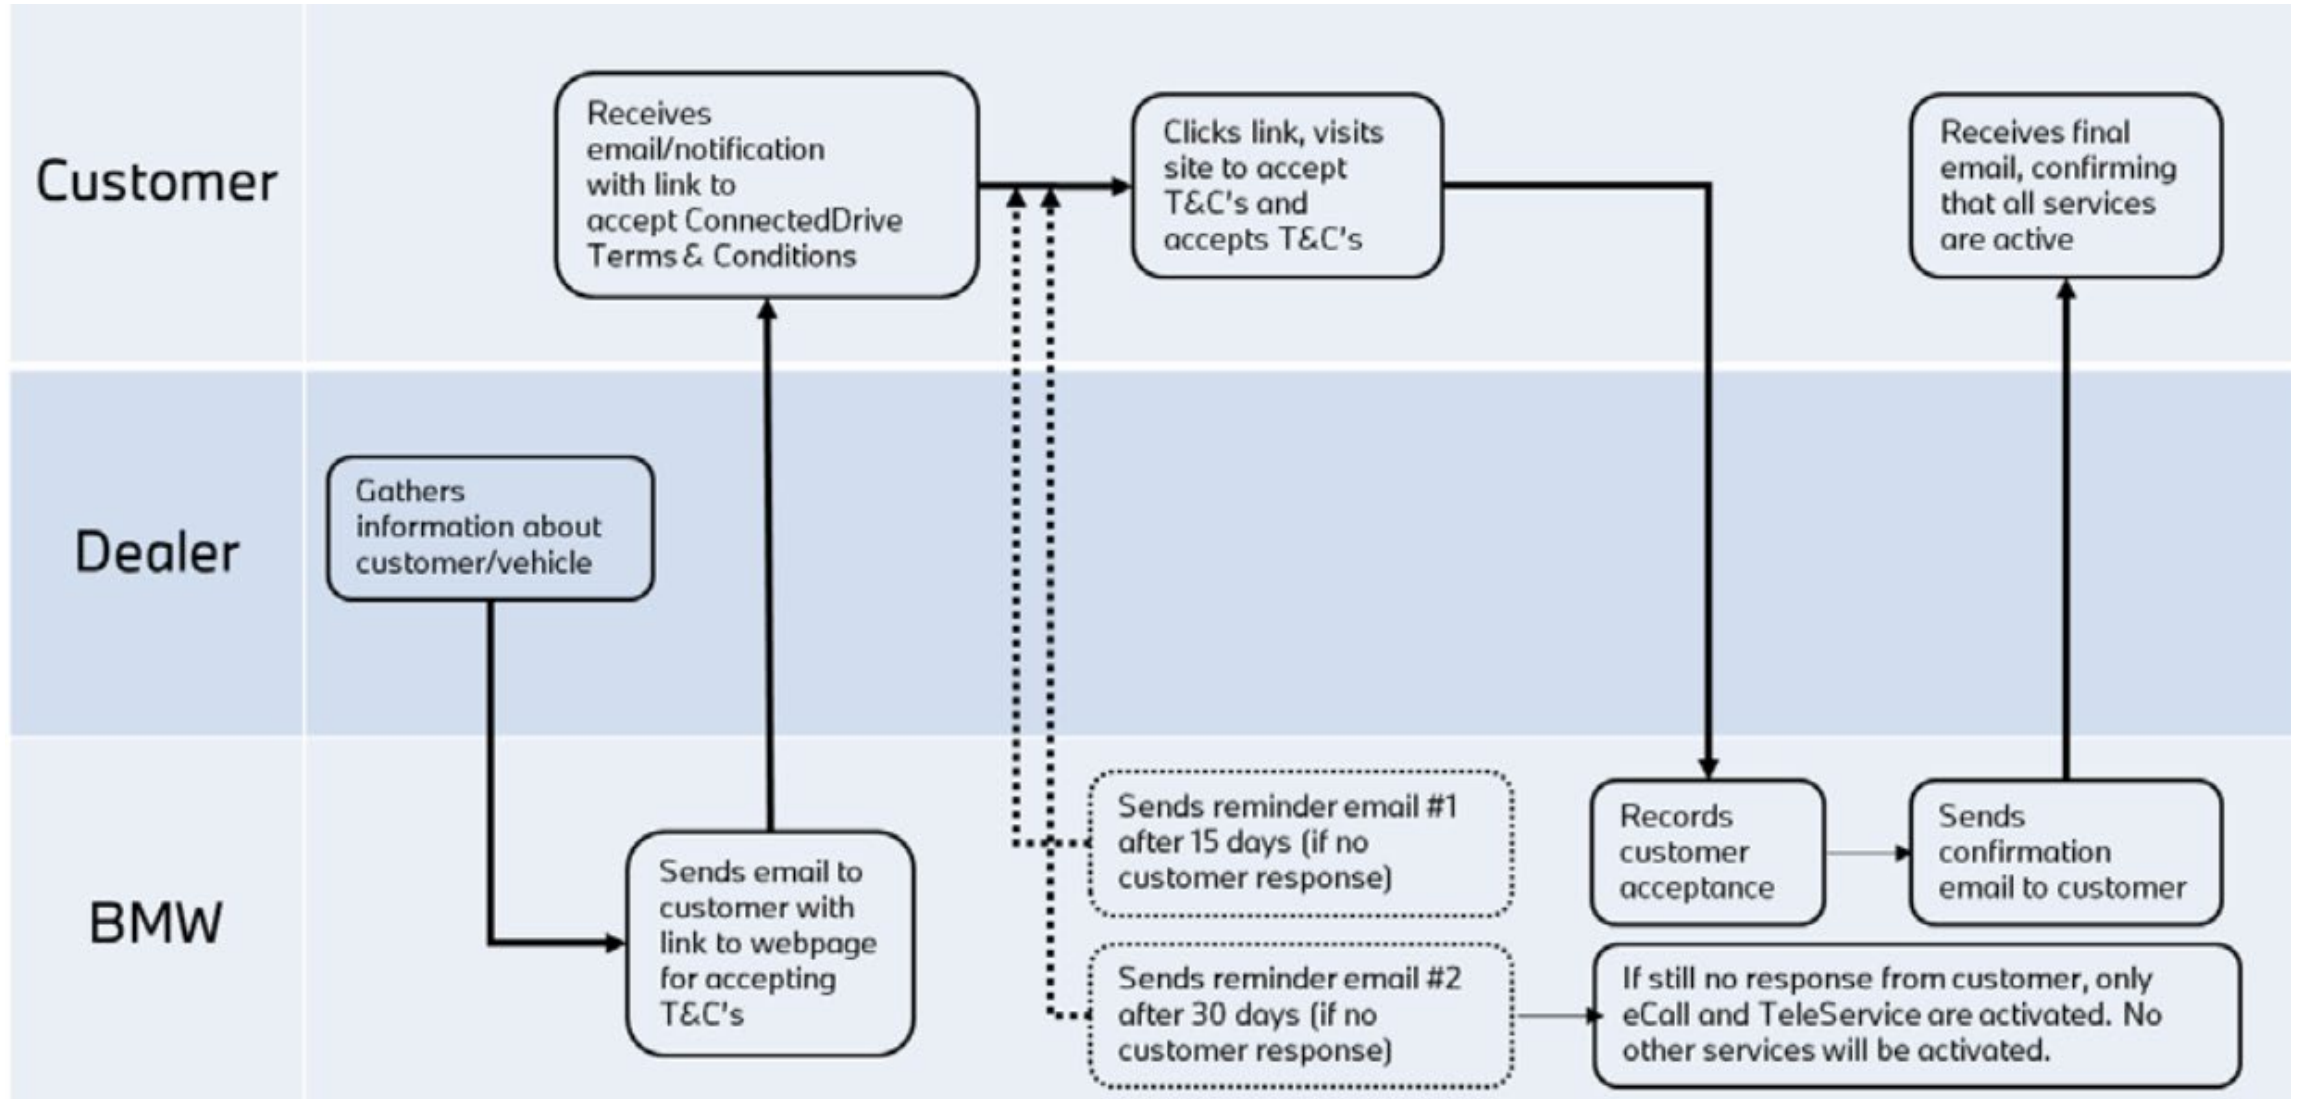 Customer
Receives
email/notification
with link to
accept ConnectedDrive
Terms & Conditions
Clicks link, visits
site to accept
T&C's and
accepts T&C's
Receives final
email, confirming
that all services
are active
Dealer
Gathers
information about
customer/vehicle
BMW
Sends email to
customer with
link to webpage
for accepting
T&C's
Sends reminder email #1
after 15 days (if no
customer response)
Sends reminder email #2
after 30 days (if no
customer response)
Records
customer
acceptance
Sends
confirmation
email to customer
If still no response from customer, only
eCall and TeleService are activated. No
other services will be activated.